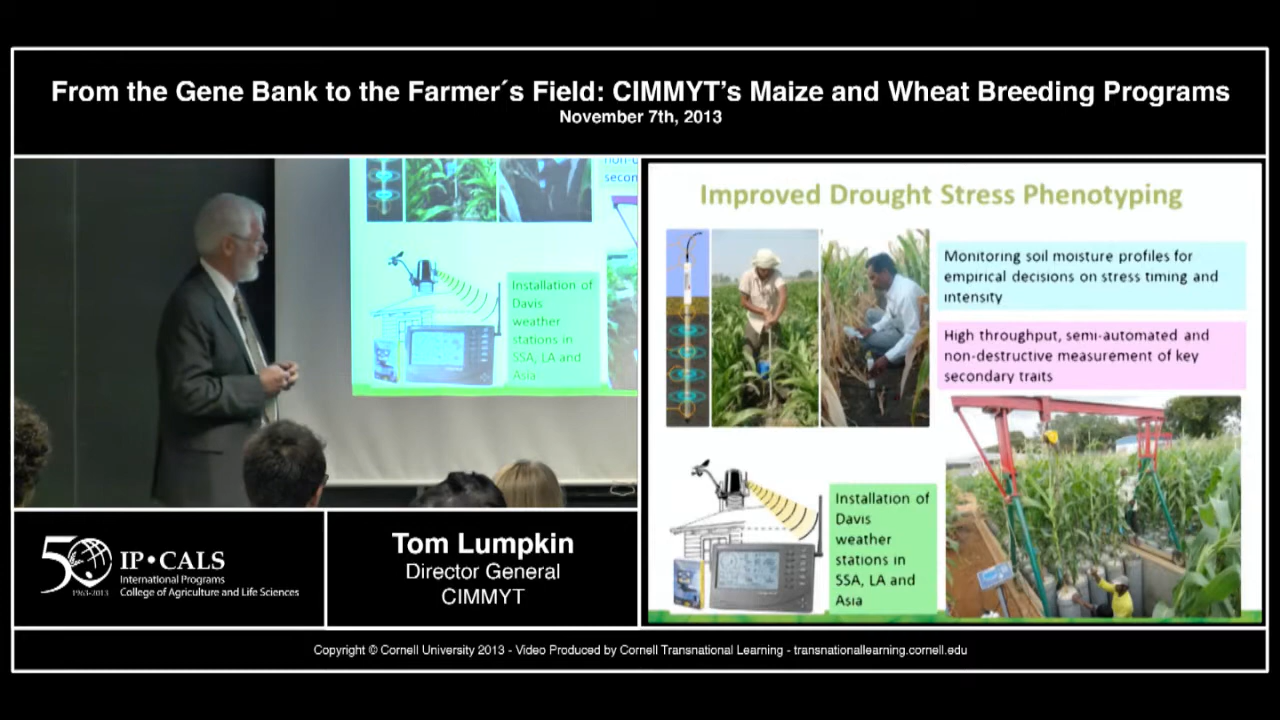 From the Gene Bank to the Farmer´s Field: CIMMYT's Maize and Wheat Breeding Programs
November 7th, 2013
secon
Installation of
Davis
weather
stations in
SSA, LA and
Asia
Improved Drought Stress Phenotyping
Monitoring soil moisture profiles for
empirical decisions on stress timing and
intensity
High throughput, semi-automated and
non-destructive measurement of key
secondary traits
Installation of
Davis
weather
stations in
SSA, LA and
Asia
50
1963-2013
IP•CALS
International Programs
College of Agriculture and Life Sciences
Tom Lumpkin
Director General
CIMMYT
Copyright © Cornell University 2013 - Video Produced by Cornell Transnational Learning - transnationallearning.cornell.edu